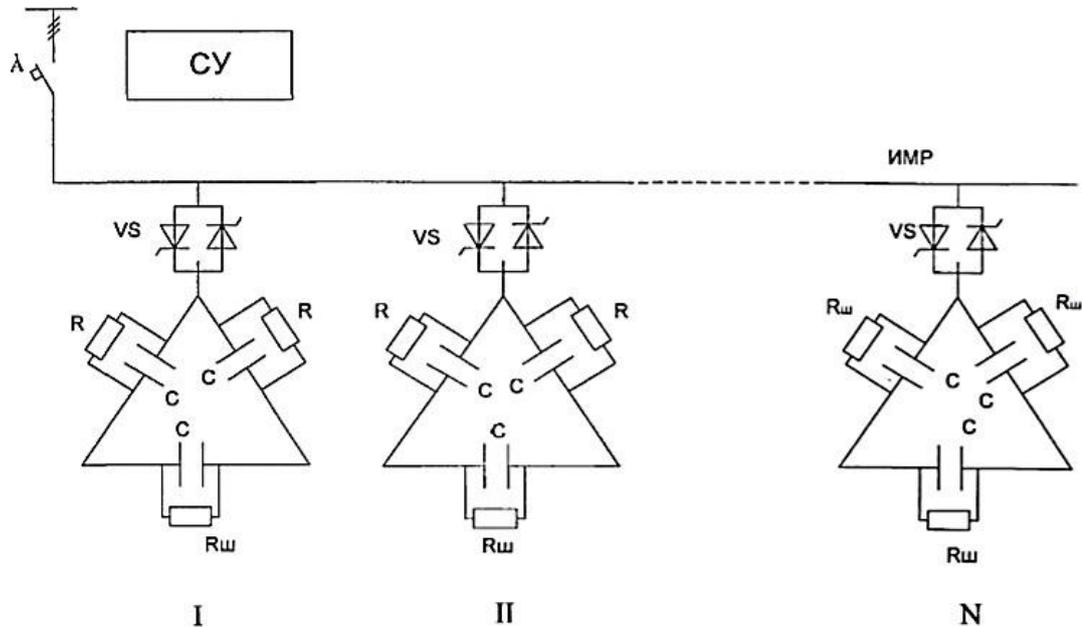 СУ
А
ИМР
VS VS VS
R R R R Rш Rш
С С С С С С
С С С
Rш Rш Rш
I II N